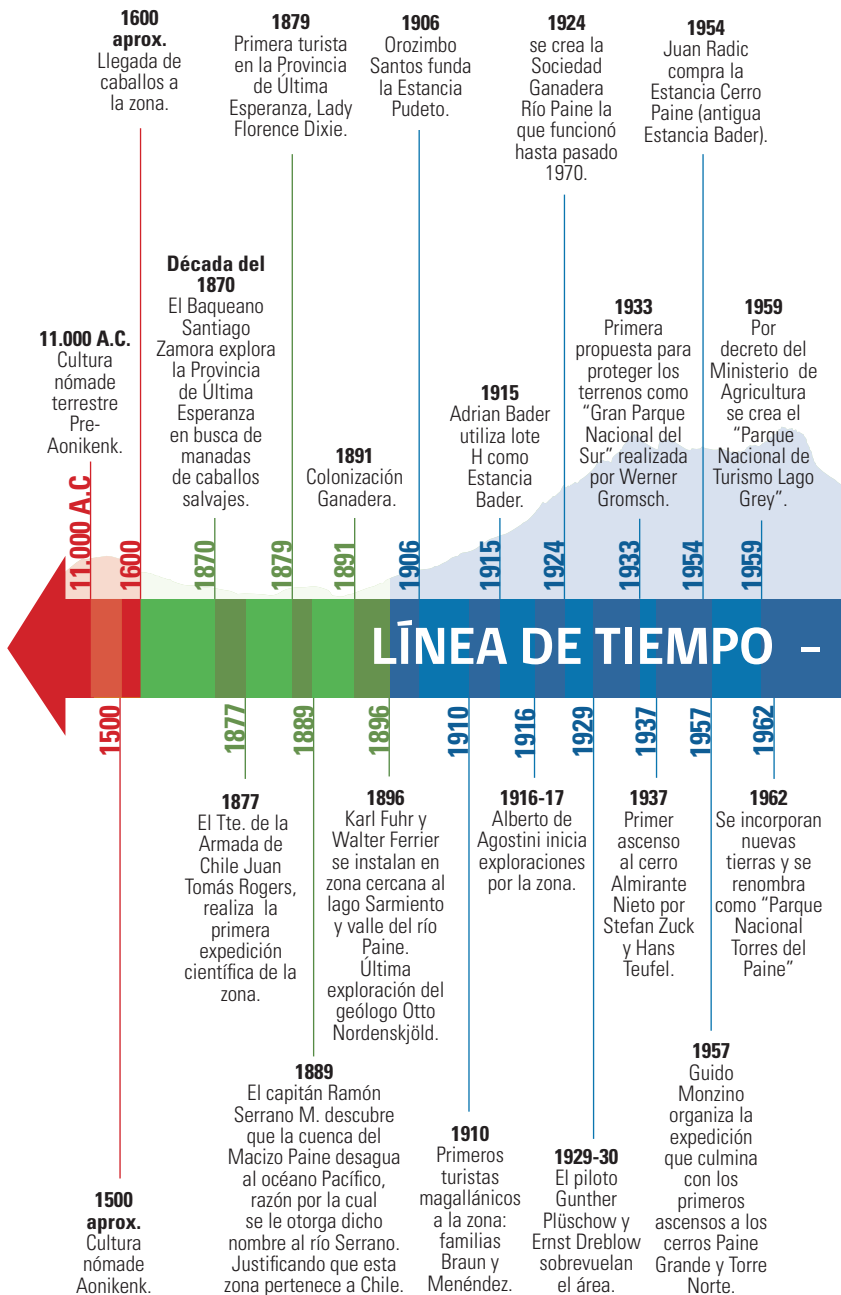 1600
aprox.
Llegada de
caballos a
la zona.
1879
Primera turista
en la Provincia
de Última
Esperanza, Lady
Florence Dixie.
1906
Orozimbo
Santos funda
la Estancia
Pudeto.
1924
se crea la
Sociedad
Ganadera
Río Paine la
que funcionó
hasta pasado
1970.
1954
Juan Radic
compra la
Estancia Cerro
Paine (antigua
Estancia Bader).
11.000 A.C.
Cultura
nómade
terrestre
Pre-
Aonikenk.
Década del
1870
El Baqueano
Santiago
Zamora explora
la Provincia
de Última
Esperanza
en busca de
manadas
de caballos
salvajes.
1891
Colonización
Ganadera.
1915
Adrian Bader
utiliza lote
H como
Estancia
Bader.
1933
Primera
propuesta para
proteger los
terrenos como
“Gran Parque
Nacional del
Sur” realizada
por Werner
Gromsch.
1959
Por
decreto del
Ministerio de
Agricultura
se crea el
“Parque
Nacional de
Turismo Lago
Grey”.
11.000 A.C
1600
1870
1879
1891
1906
1915
1924
1933
1954
1959
LÍNEA DE TIEMPO –
1500
1877
1889
1896
1910
1916
1929
1937
1957
1962
1877
El Tte. de la
Armada de
Chile Juan
Tomás Rogers,
realiza la
primera
expedición
científica de la
zona.
1896
Karl Fuhr y
Walter Ferrier
se instalan en
zona cercana al
lago Sarmiento
y valle del río
Paine.
Última
exploración del
geólogo Otto
Nordenskjöld.
1916-17
Alberto de
Agostini inicia
exploraciones
por la zona.
1937
Primer
ascenso
al cerro
Almirante
Nieto por
Stefan Zuck
y Hans
Teufel.
1962
Se incorporan
nuevas
tierras y se
renombra
como “Parque
Nacional
Torres del
Paine”
1500
aprox.
Cultura
nómade
Aonikenk.
1889
El capitán Ramón
Serrano M. descubre
que la cuenca del
Macizo Paine desagua
al océano Pacífico,
razón por la cual
se le otorga dicho
nombre al río Serrano.
Justificando que esta
zona pertenece a Chile.
1910
Primeros
turistas
magallánicos
a la zona:
familias
Braun y
Menéndez.
1929-30
El piloto
Gunther
Plüschow y
Ernst Dreblow
sobrevuelan
el área.
1957
Guido
Monzino
organiza la
expedición
que culmina
con los
primeros
ascensos a los
cerros Paine
Grande y Torre
Norte.